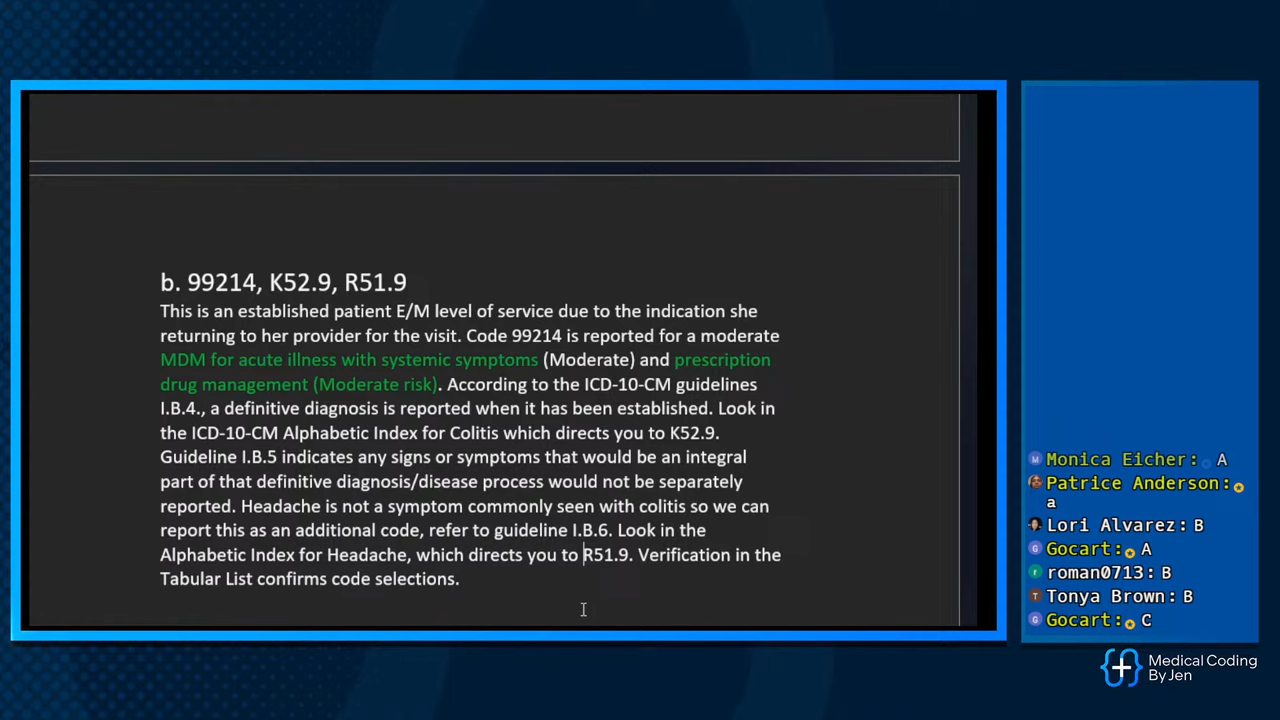 b. 99214, K52.9, R51.9
This is an established patient E/M level of service due to the indication she
returning to her provider for the visit. Code 99214 is reported for a moderate
MDM for acute illness with systemic symptoms (Moderate) and prescription
drug management (Moderate risk). According to the ICD-10-CM guidelines
I.B.4., a definitive diagnosis is reported when it has been established. Look in
the ICD-10-CM Alphabetic Index for Colitis which directs you to K52.9.
Guideline I.B.5 indicates any signs or symptoms that would be an integral
part of that definitive diagnosis/disease process would not be separately
reported. Headache is not a symptom commonly seen with colitis so we can
report this as an additional code, refer to guideline I.B.6. Look in the
Alphabetic Index for Headache, which directs you to R51.9. Verification in the
Tabular List confirms code selections.
M Monica Eicher: A
Patrice Anderson:
a
Lori Alvarez: B
G Gocart: A
r roman0713: B
T Tonya Brown: B
G Gocart: C
Medical Coding
By Jen